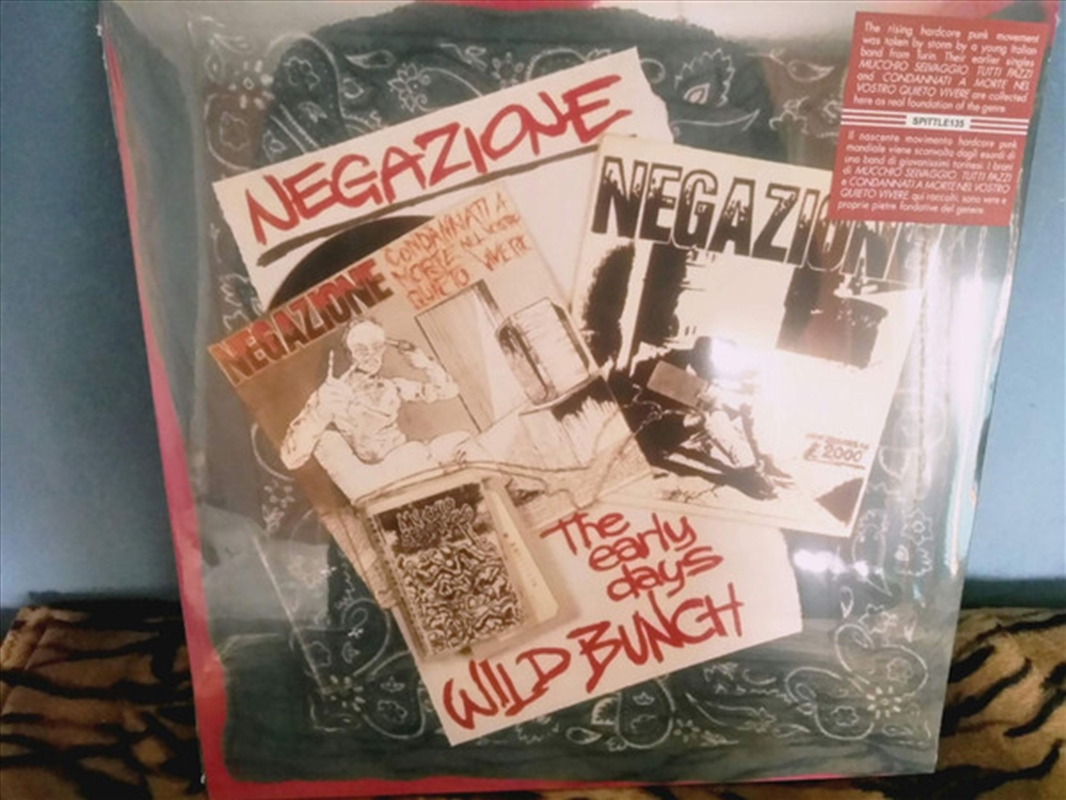 The rising hardcore punk movement
was taken by storm by a young Italian
band from Turin. Their earlier singles
MUCCHIO SELVAGGIO, TUTTI PAZZI
and CONDANNATI A MORTE NEL
VOSTRO QUIETO VIVERE are collected
here as real foundation of the genre.
SPITTLE135
Il nascente movimento hardcore punk
mondiale viene sconvolto dagli esordi di
una band di giovanissimi torinesi. I brani
di MUCCHIO SELVAGGIO, TUTTI PAZZI
e CONDANNATI A MORTE NEL VOSTRO
QUIETO VIVERE, qui raccolti, sono vere e
proprie pietre fondative del genere.
NEGAZIONE
NEGAZIONE
NEGAZIONE
CONDANNATI A
MORTE NEL VOSTRO
QUIETO VIVERE
2000
The
early
days
WILD BUNCH